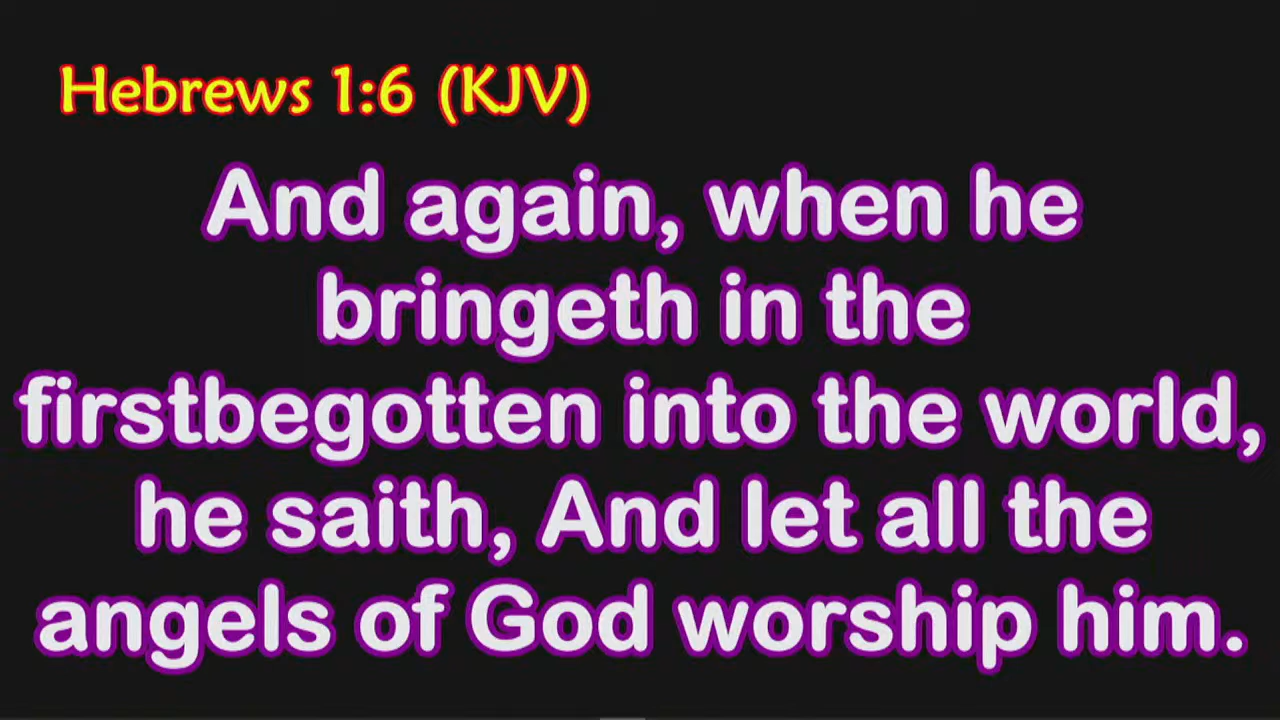 Hebrews 1:6 (KJV)
And again, when he
bringeth in the
firstbegotten into the world,
he saith, And let all the
angels of God worship him.